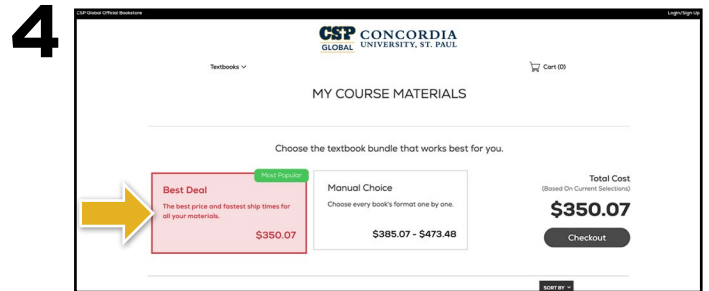 4
CSP Global Official Bookstore
Login/Sign Up
CSP GLOBAL CONCORDIA UNIVERSITY, ST. PAUL
Textbooks
Cart (0)
MY COURSE MATERIALS
Choose the textbook bundle that works best for you.
Most Popular
Best Deal
The best price and fastest ship times for
all your materials.
$350.07
Manual Choice
Choose every book's format one by one.
$385.07 - $473.48
Total Cost
(Based On Current Selections)
$350.07
Checkout
SORT BY